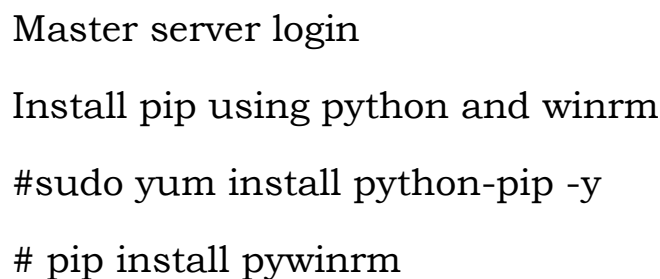 Master server login
Install pip using python and winrm
#sudo yum install python-pip -y
# pip install pywinrm